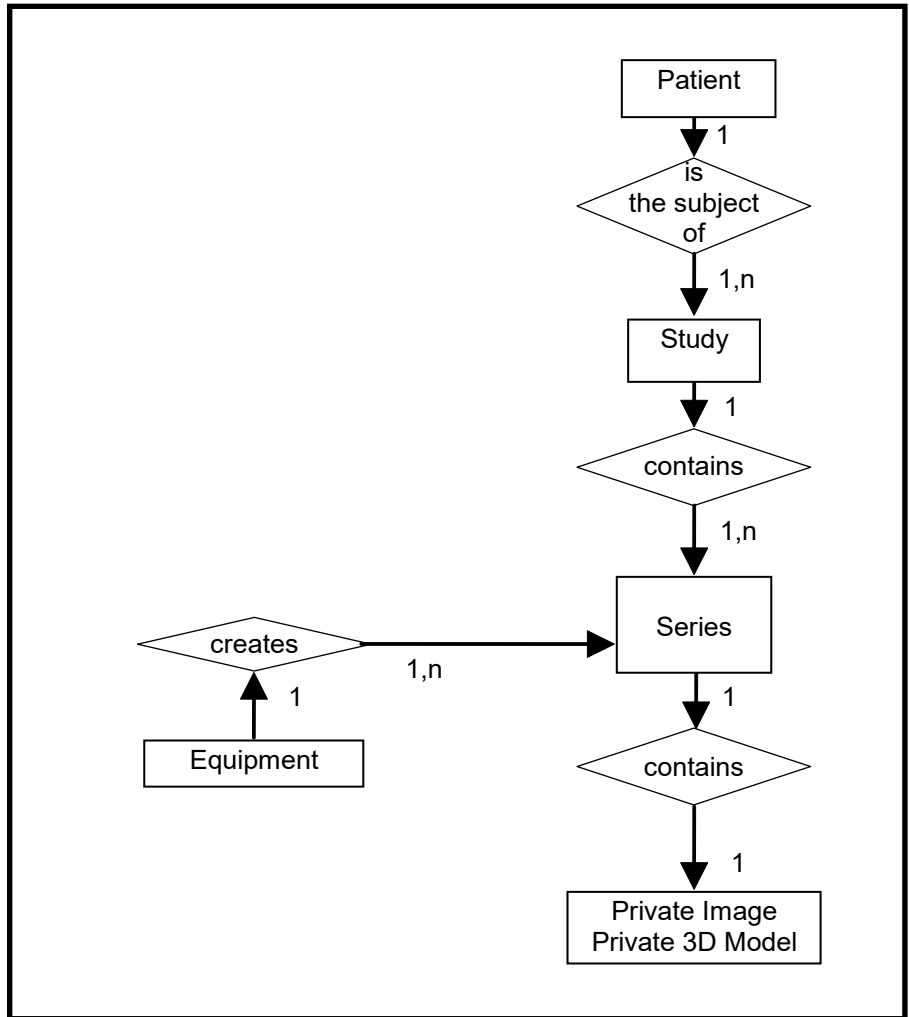 Patient
1
is
the subject
of
1,n
Study
1
contains
1,n
Series
creates
1,n
1
1
Equipment
contains
1
Private Image
Private 3D Model